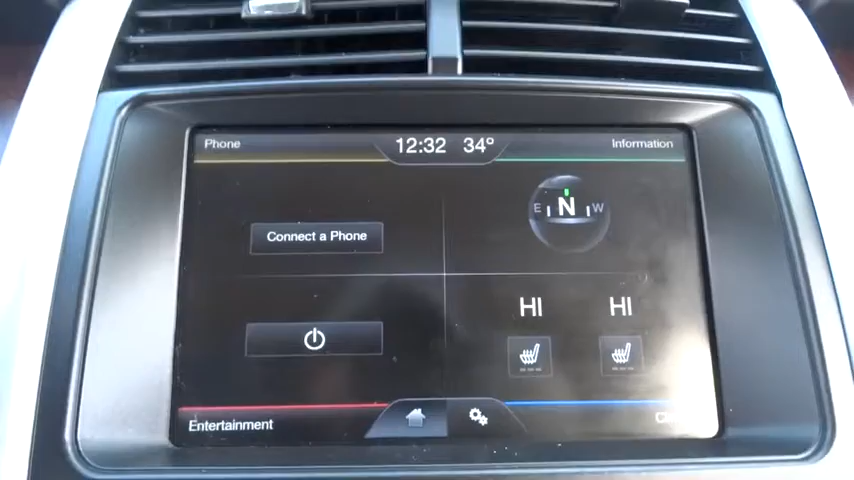 Phone
12:32 34°
Information
E N W
Connect a Phone
HI HI
Entertainment